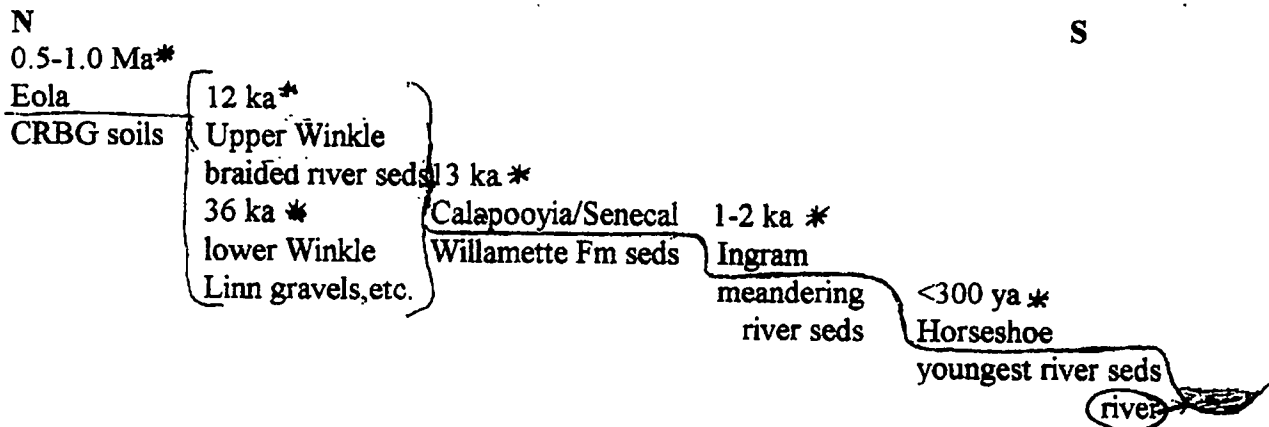 N
S
0.5-1.0 Ma*
Eola
CRBG soils
12 ka*
Upper Winkle
braided river seds
36 ka *
lower Winkle
Linn gravels,etc.
13 ka *
Calapooyia/Senecal
Willamette Fm seds
1-2 ka *
Ingram
meandering
river seds
<300 ya *
Horseshoe
youngest river seds
river